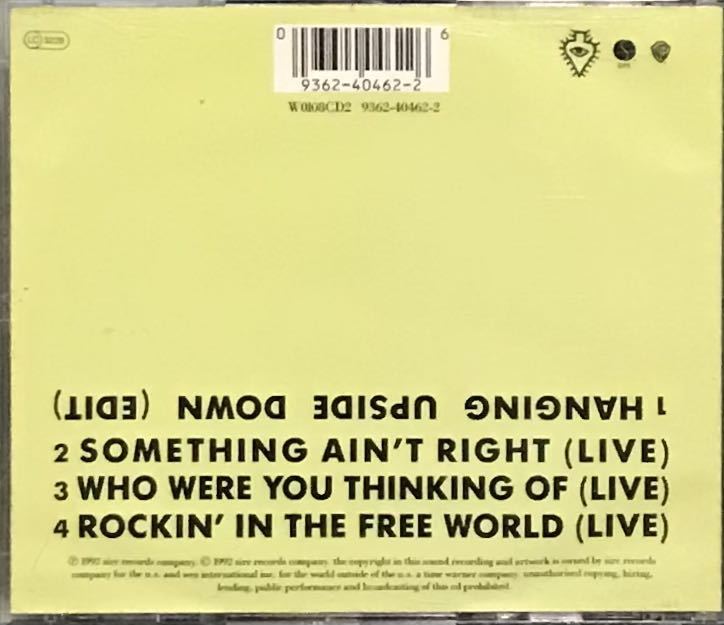 LC 3228
0 6
9362-40462-2
W0108CD2 9362-40462-2
1 HANGING UPSIDE DOWN (EDIT)
2 SOMETHING AIN'T RIGHT (LIVE)
3 WHO WERE YOU THINKING OF (LIVE)
4 ROCKIN' IN THE FREE WORLD (LIVE)
℗ 1992 sire records company. © 1992 sire records company. the copyright in this sound recording and artwork is owned by sire records
company for the u.s. and wea international inc. for the world outside of the u.s. a time warner company. unauthorised copying, hiring,
lending, public performance and broadcasting of this cd prohibited.